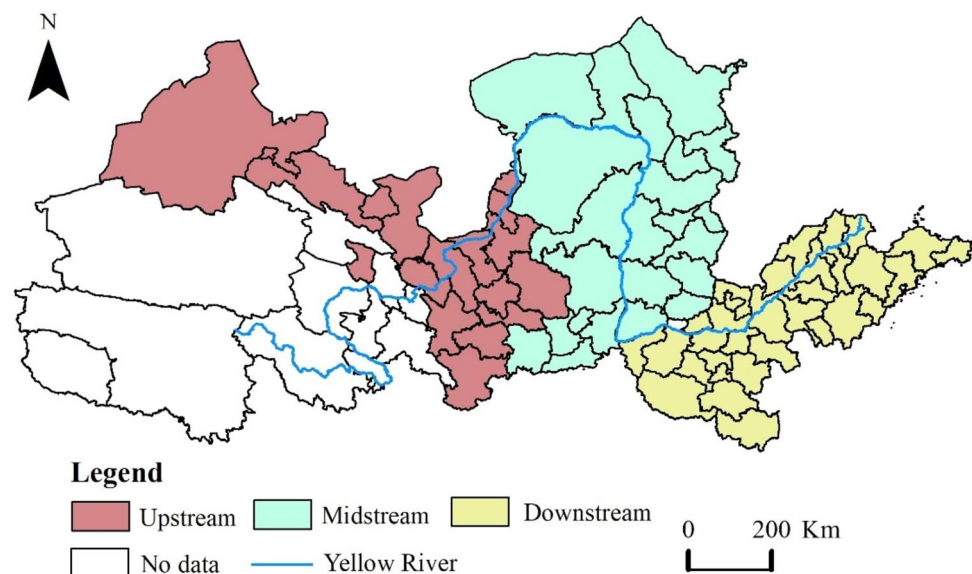 N
Legend
Upstream
Midstream
Downstream
No data
Yellow River
0 200 Km